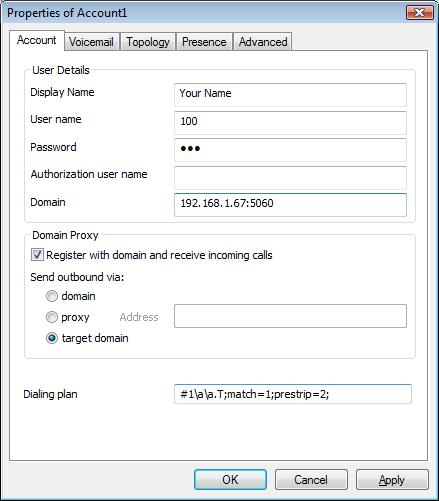 Properties of Account1
Account Voicemail Topology Presence Advanced
User Details
Display Name Your Name
User name 100
Password •••
Authorization user name
Domain 192.168.1.67:5060
Domain Proxy
Register with domain and receive incoming calls
Send outbound via:
domain
proxy Address
target domain
Dialing plan #1\a\a.T;match=1;prestrip=2;
OK Cancel Apply